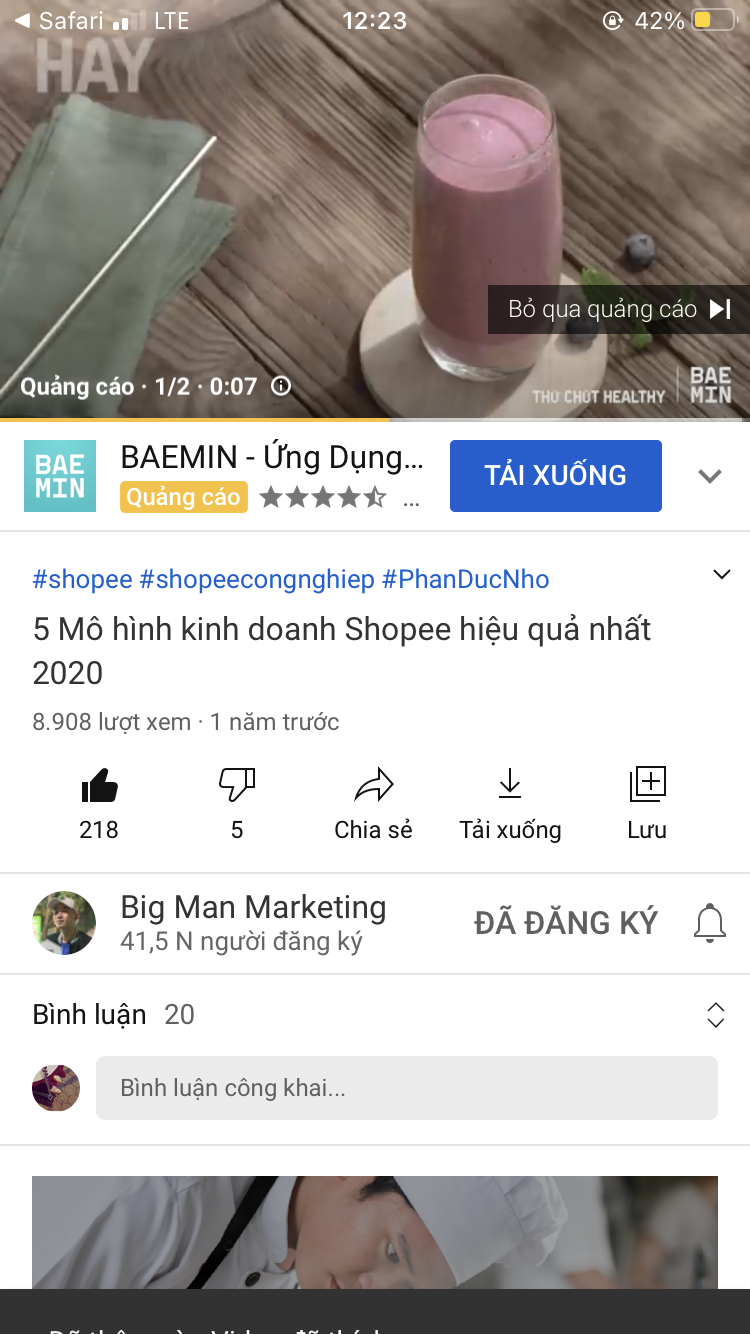 Safari LTE 12:23 42%
HAY
Bỏ qua quảng cáo
Quảng cáo · 1/2 · 0:07
THỬ CHÚT HEALTHY
BAE
MIN
BAE
MIN
BAEMIN - Ứng Dụng...
Quảng cáo ...
TẢI XUỐNG
#shopee #shopeecongnghiep #PhanDucNho
5 Mô hình kinh doanh Shopee hiệu quả nhất
2020
8.908 lượt xem · 1 năm trước
218 5 Chia sẻ Tải xuống Lưu
Big Man Marketing
41,5 N người đăng ký
ĐÃ ĐĂNG KÝ
Bình luận 20
Bình luận công khai...